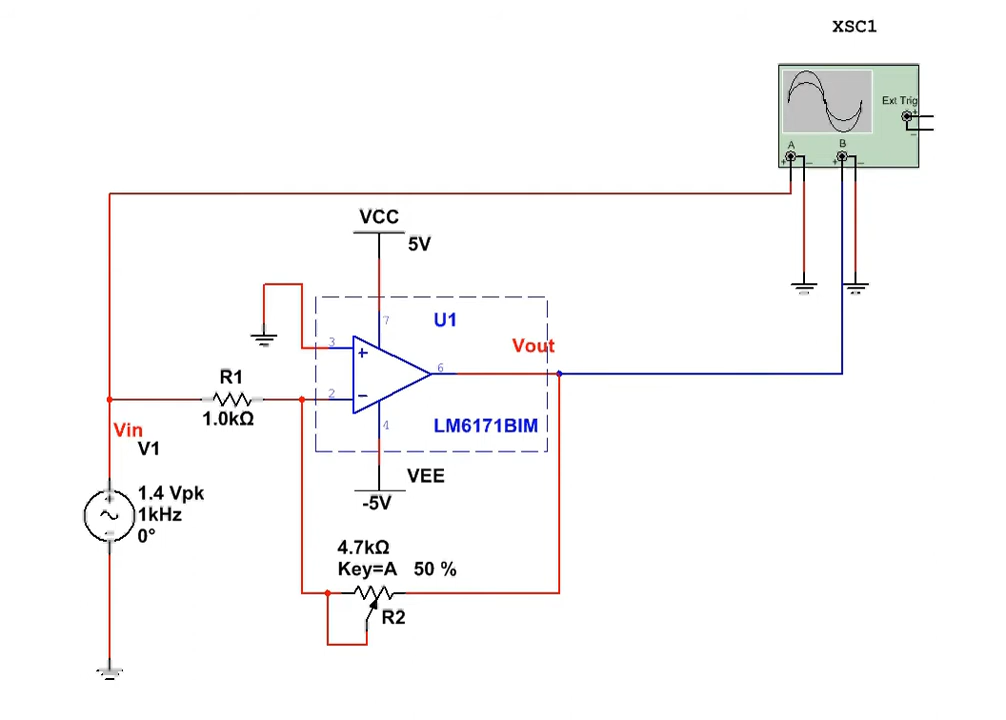 XSC1
Ext Trig
+
−
A
B
+
−
+
−
VCC
5V
7
U1
3
+
Vout
6
R1
2
−
1.0kΩ
4
LM6171BIM
Vin
V1
VEE
-5V
1.4 Vpk
1kHz
0°
4.7kΩ
Key=A 50 %
R2